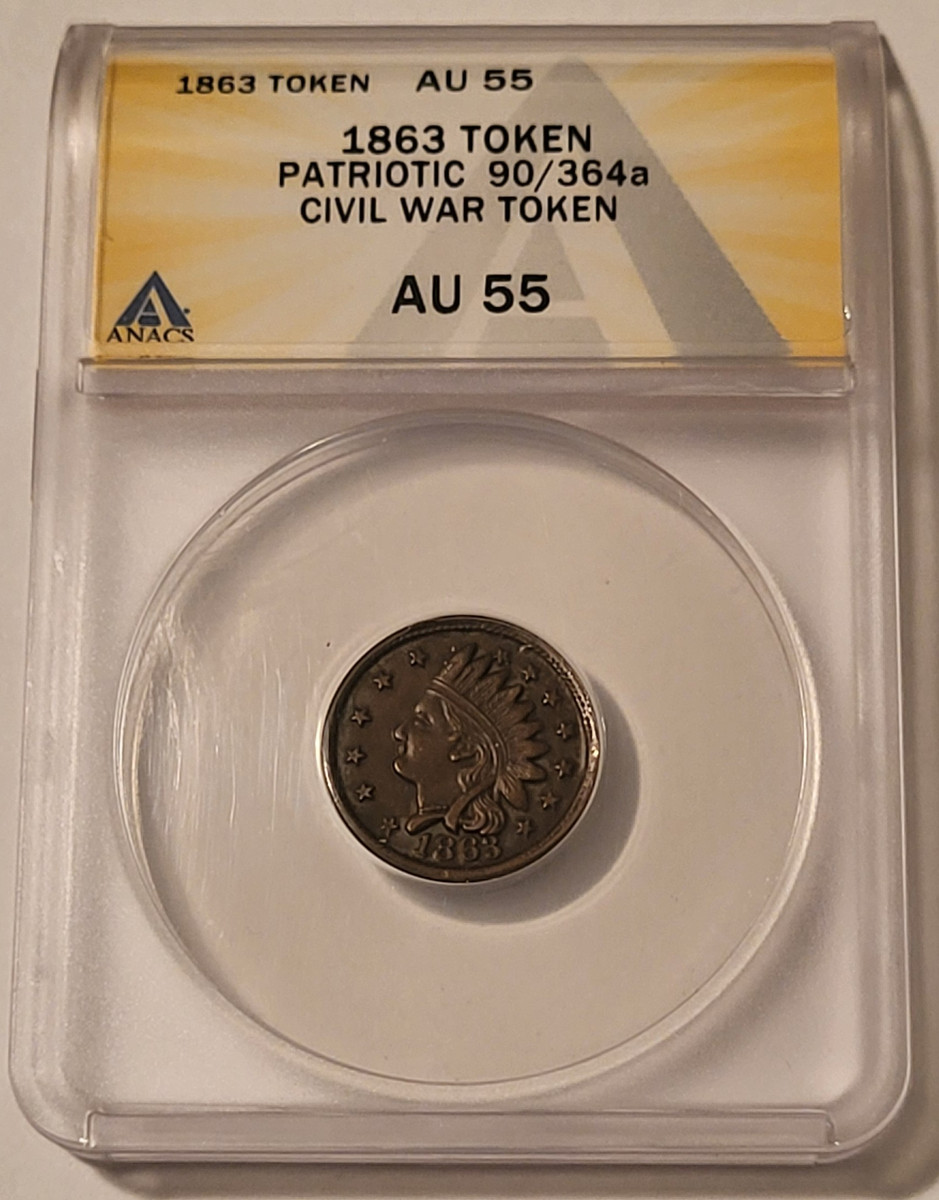 1863 TOKEN AU 55
1863 TOKEN
PATRIOTIC 90/364a
CIVIL WAR TOKEN
AU 55
ANACS
1863